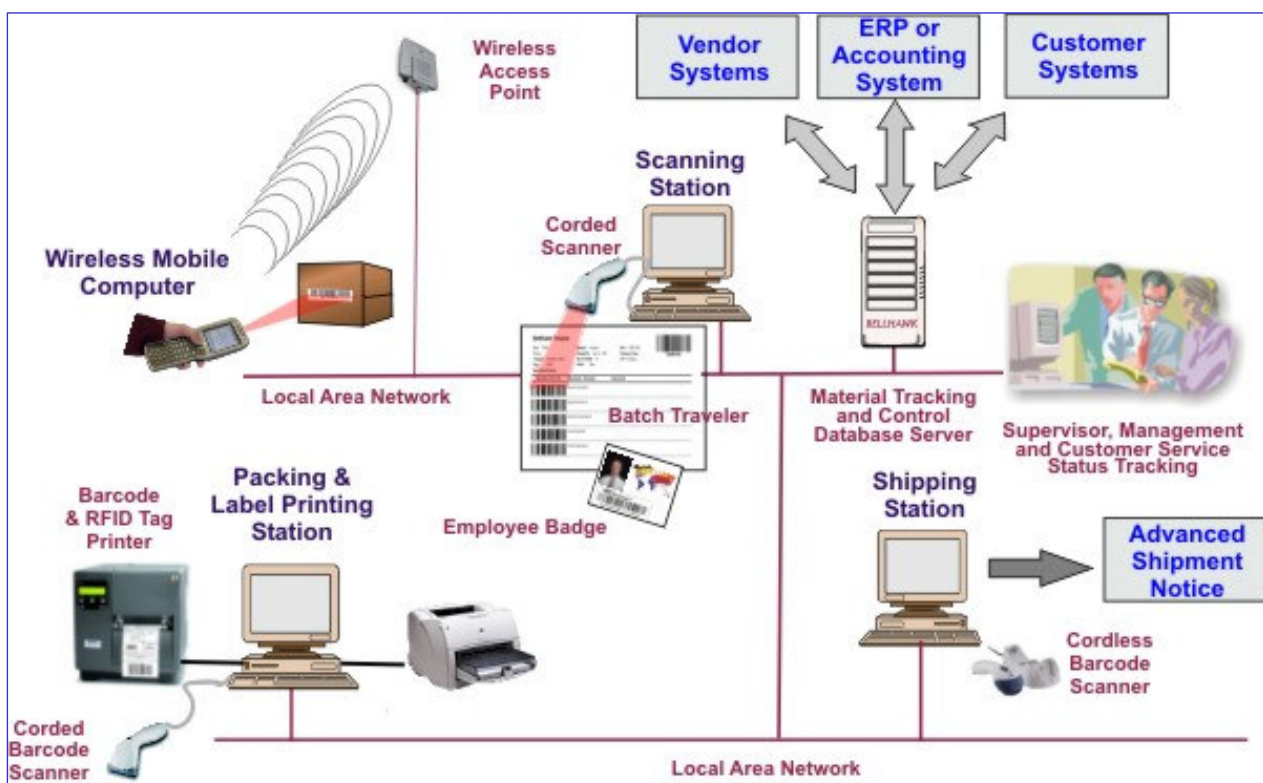 Wireless
Access
Point
Vendor
Systems
ERP or
Accounting
System
Customer
Systems
Scanning
Station
Corded
Scanner
Wireless Mobile
Computer
BELLHAWK
Local Area Network
Batch Traveler
Material Tracking
and Control
Database Server
Supervisor, Management
and Customer Service
Status Tracking
Barcode
& RFID Tag
Printer
Packing &
Label Printing
Station
Employee Badge
Shipping
Station
Advanced
Shipment
Notice
Cordless
Barcode
Scanner
Corded
Barcode
Scanner
Local Area Network